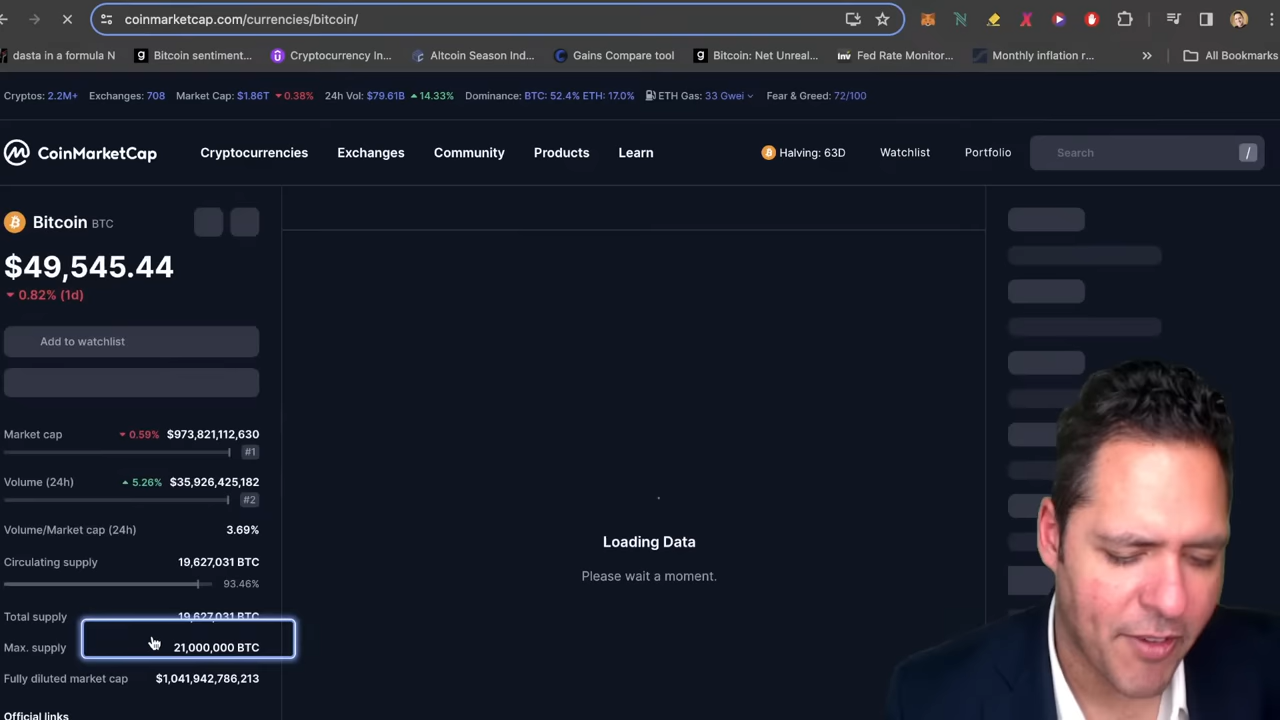 coinmarketcap.com/currencies/bitcoin/
dasta in a formula N
Bitcoin sentiment...
Cryptocurrency In...
Altcoin Season Ind...
Gains Compare tool
Bitcoin: Net Unreal...
Fed Rate Monitor...
Monthly inflation r...
»
All Bookmarks
Cryptos: 2.2M+ Exchanges: 708 Market Cap: $1.86T 0.38% 24h Vol: $79.61B 14.33% Dominance: BTC: 52.4% ETH: 17.0% ETH Gas: 33 Gwei Fear & Greed: 72/100
CoinMarketCap Cryptocurrencies Exchanges Community Products Learn Halving: 63D Watchlist Portfolio Search /
Bitcoin BTC
$49,545.44
0.82% (1d)
Add to watchlist
Market cap 0.59% $973,821,112,630
#1
Volume (24h) 5.26% $35,926,425,182
#2
Volume/Market cap (24h) 3.69%
Circulating supply 19,627,031 BTC
93.46%
Total supply 19,627,031 BTC
Max. supply 21,000,000 BTC
Fully diluted market cap $1,041,942,786,213
Official links
Loading Data
Please wait a moment.